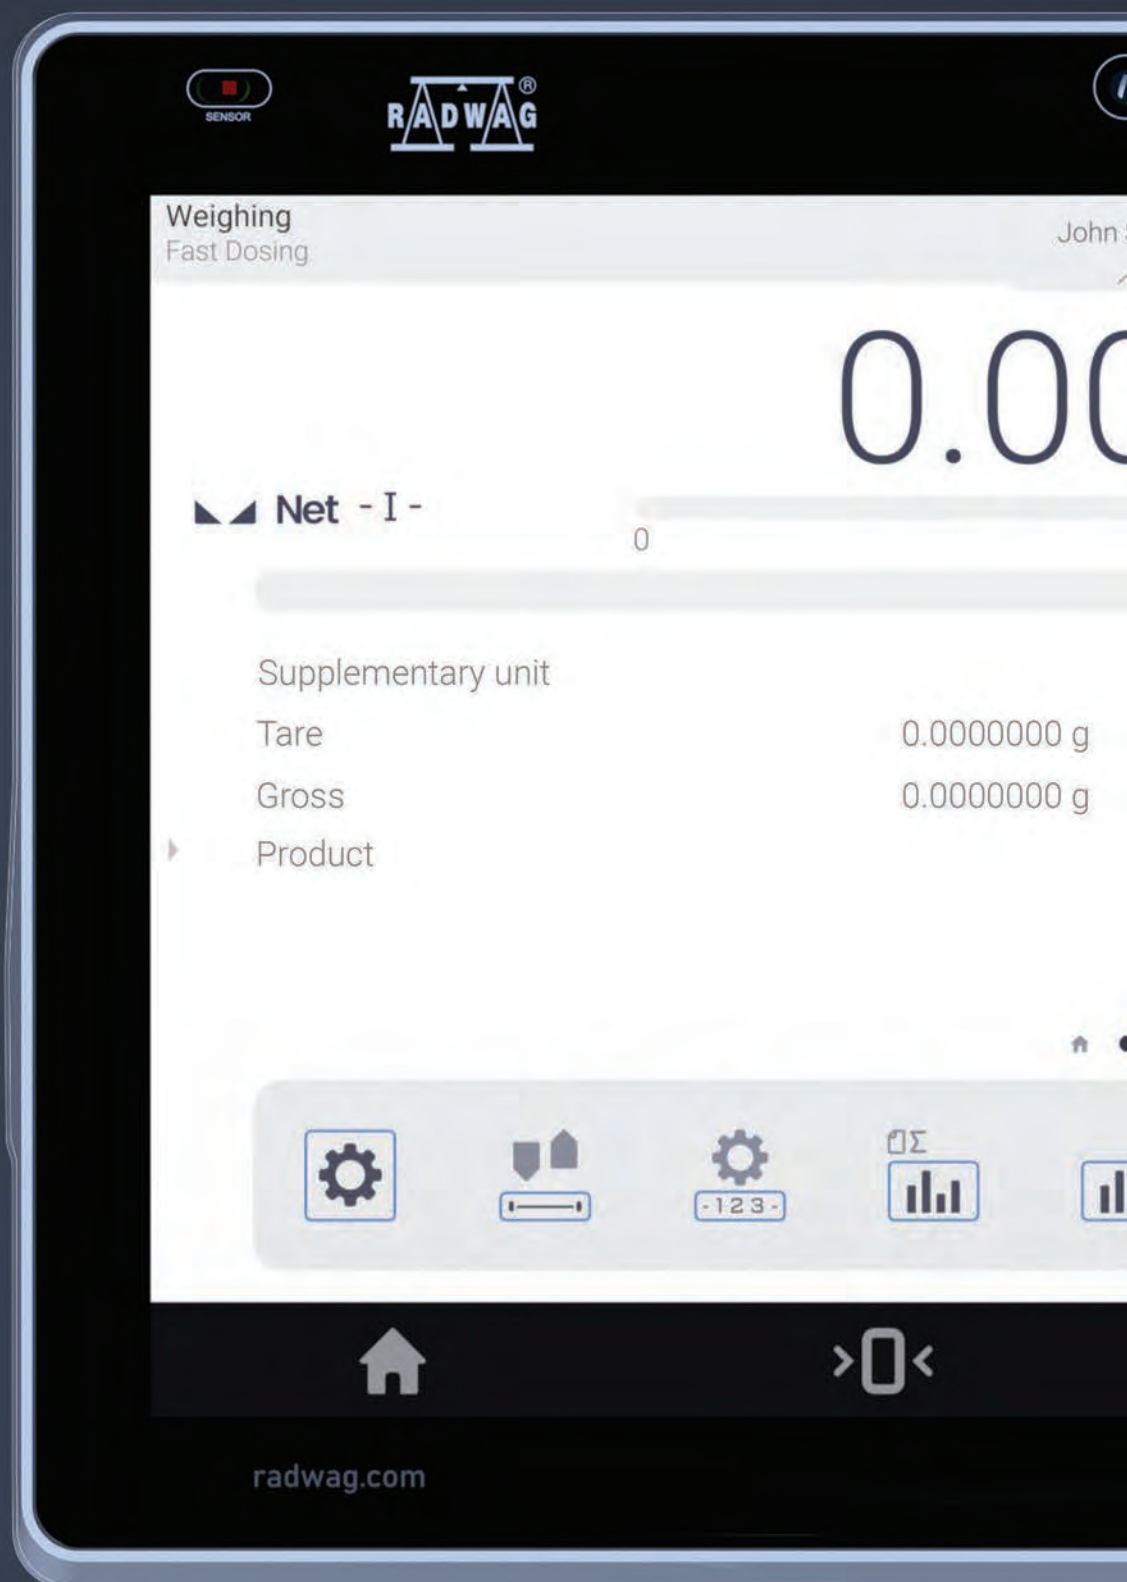 SENSOR
RADWAG®
Weighing
Fast Dosing
John
0.00
Net - I -
0
Supplementary unit
Tare 0.0000000 g
Gross 0.0000000 g
Product
Σ
-123-
>0<
radwag.com